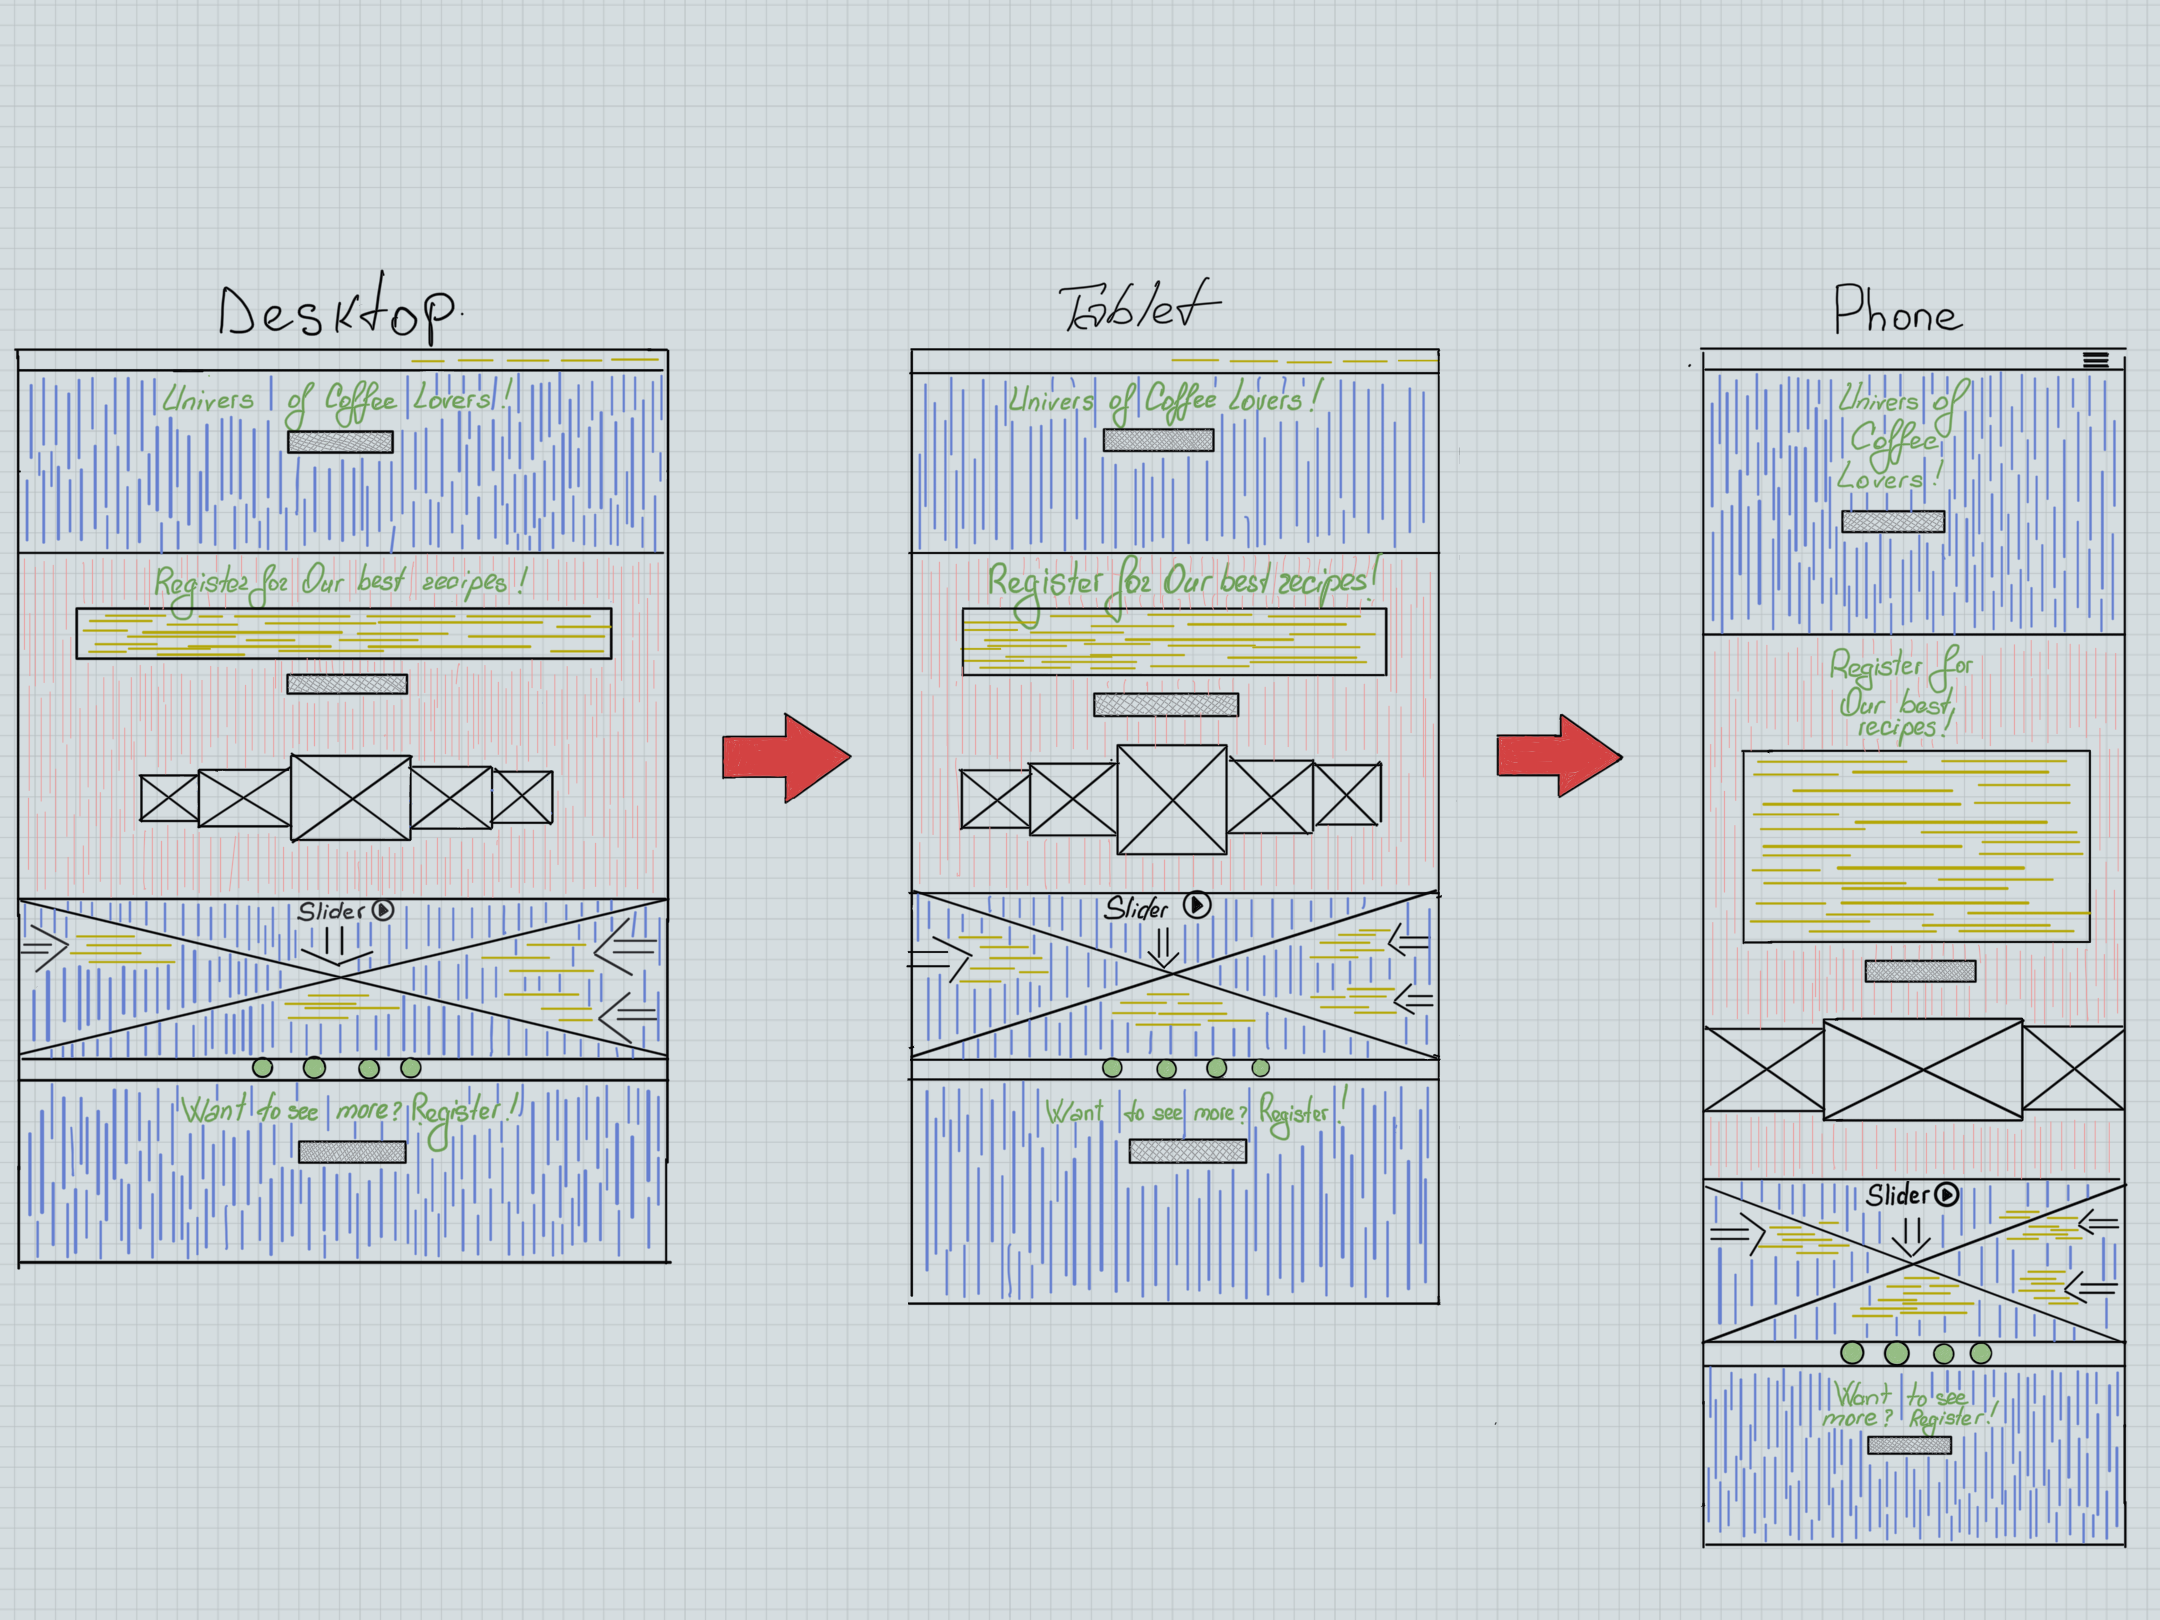 Desktop.
Univers of Coffee Lovers!
Register for Our best recipes!
Slider
Want to see more? Register!
Tablet
Univers of Coffee Lovers!
Register for Our best recipes!
Slider
Want to see more? Register!
Phone
Univers of
Coffee
Lovers!
Register for
Our best
recipes!
Slider
Want to see
more? Register!